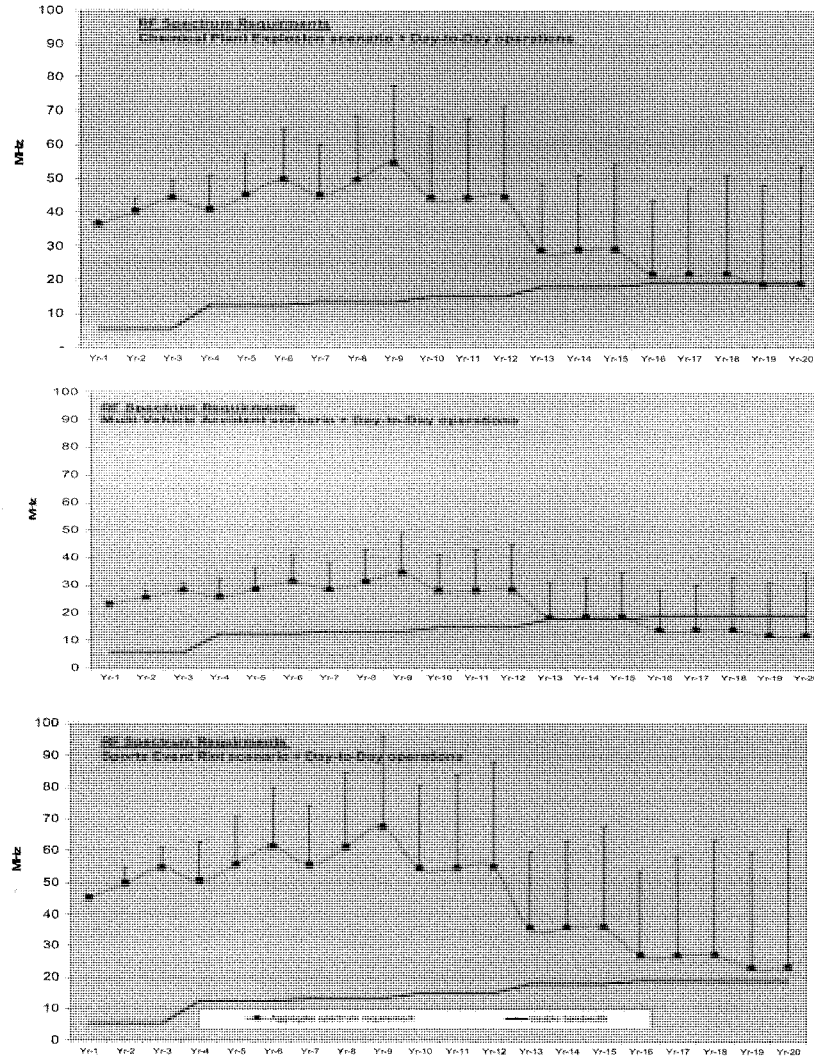 RF Spectrum Requirments
Chemical Plant Explosion scenario + Day-to-Day operations
100
90
80
70
60
50
40
30
20
10
-
MHz
Yr-1 Yr-2 Yr-3 Yr-4 Yr-5 Yr-6 Yr-7 Yr-8 Yr-9 Yr-10 Yr-11 Yr-12 Yr-13 Yr-14 Yr-15 Yr-16 Yr-17 Yr-18 Yr-19 Yr-20
RF Spectrum Requirments
Multi Vehicle Accident scenario + Day-to-Day operations
100
90
80
70
60
50
40
30
20
10
0
MHz
Yr-1 Yr-2 Yr-3 Yr-4 Yr-5 Yr-6 Yr-7 Yr-8 Yr-9 Yr-10 Yr-11 Yr-12 Yr-13 Yr-14 Yr-15 Yr-16 Yr-17 Yr-18 Yr-19 Yr-20
RF Spectrum Requirments
Sports Event Riot scenario + Day-to-Day operations
100
90
80
70
60
50
40
30
20
10
0
MHz
Yr-1 Yr-2 Yr-3 Yr-4 Yr-5 Yr-6 Yr-7 Yr-8 Yr-9 Yr-10 Yr-11 Yr-12 Yr-13 Yr-14 Yr-15 Yr-16 Yr-17 Yr-18 Yr-19 Yr-20